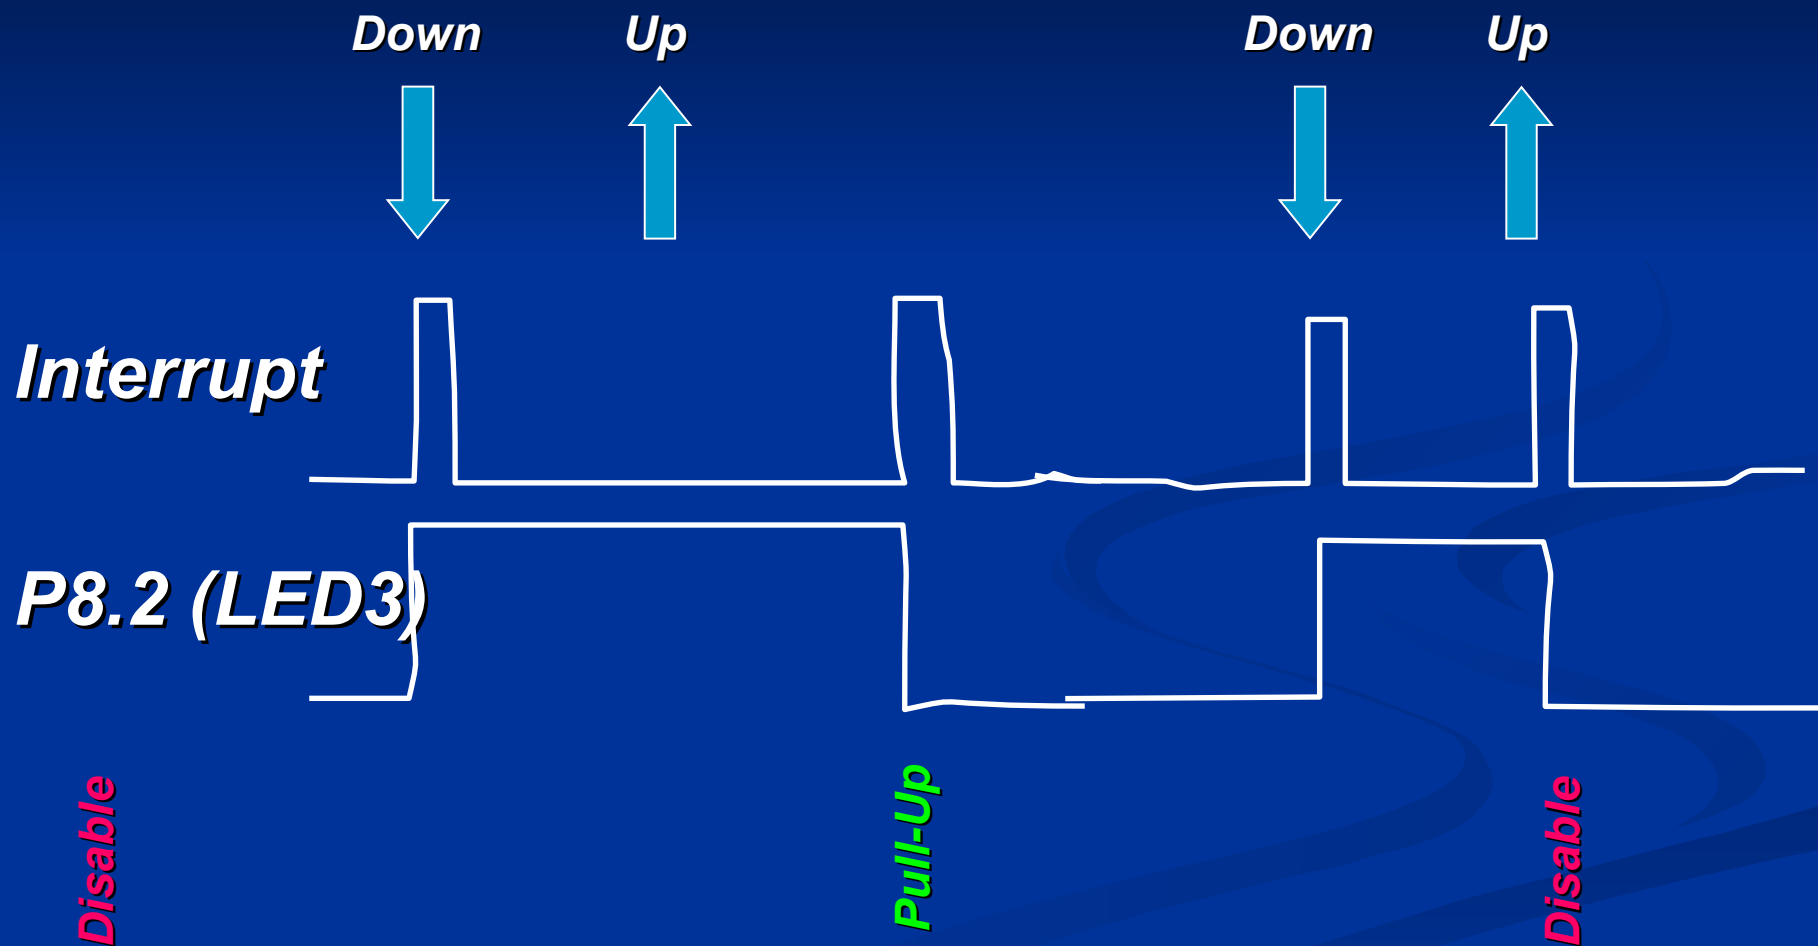 Down Up Down Up
Interrupt
P8.2 (LED3)
Disable
Pull-Up
Disable